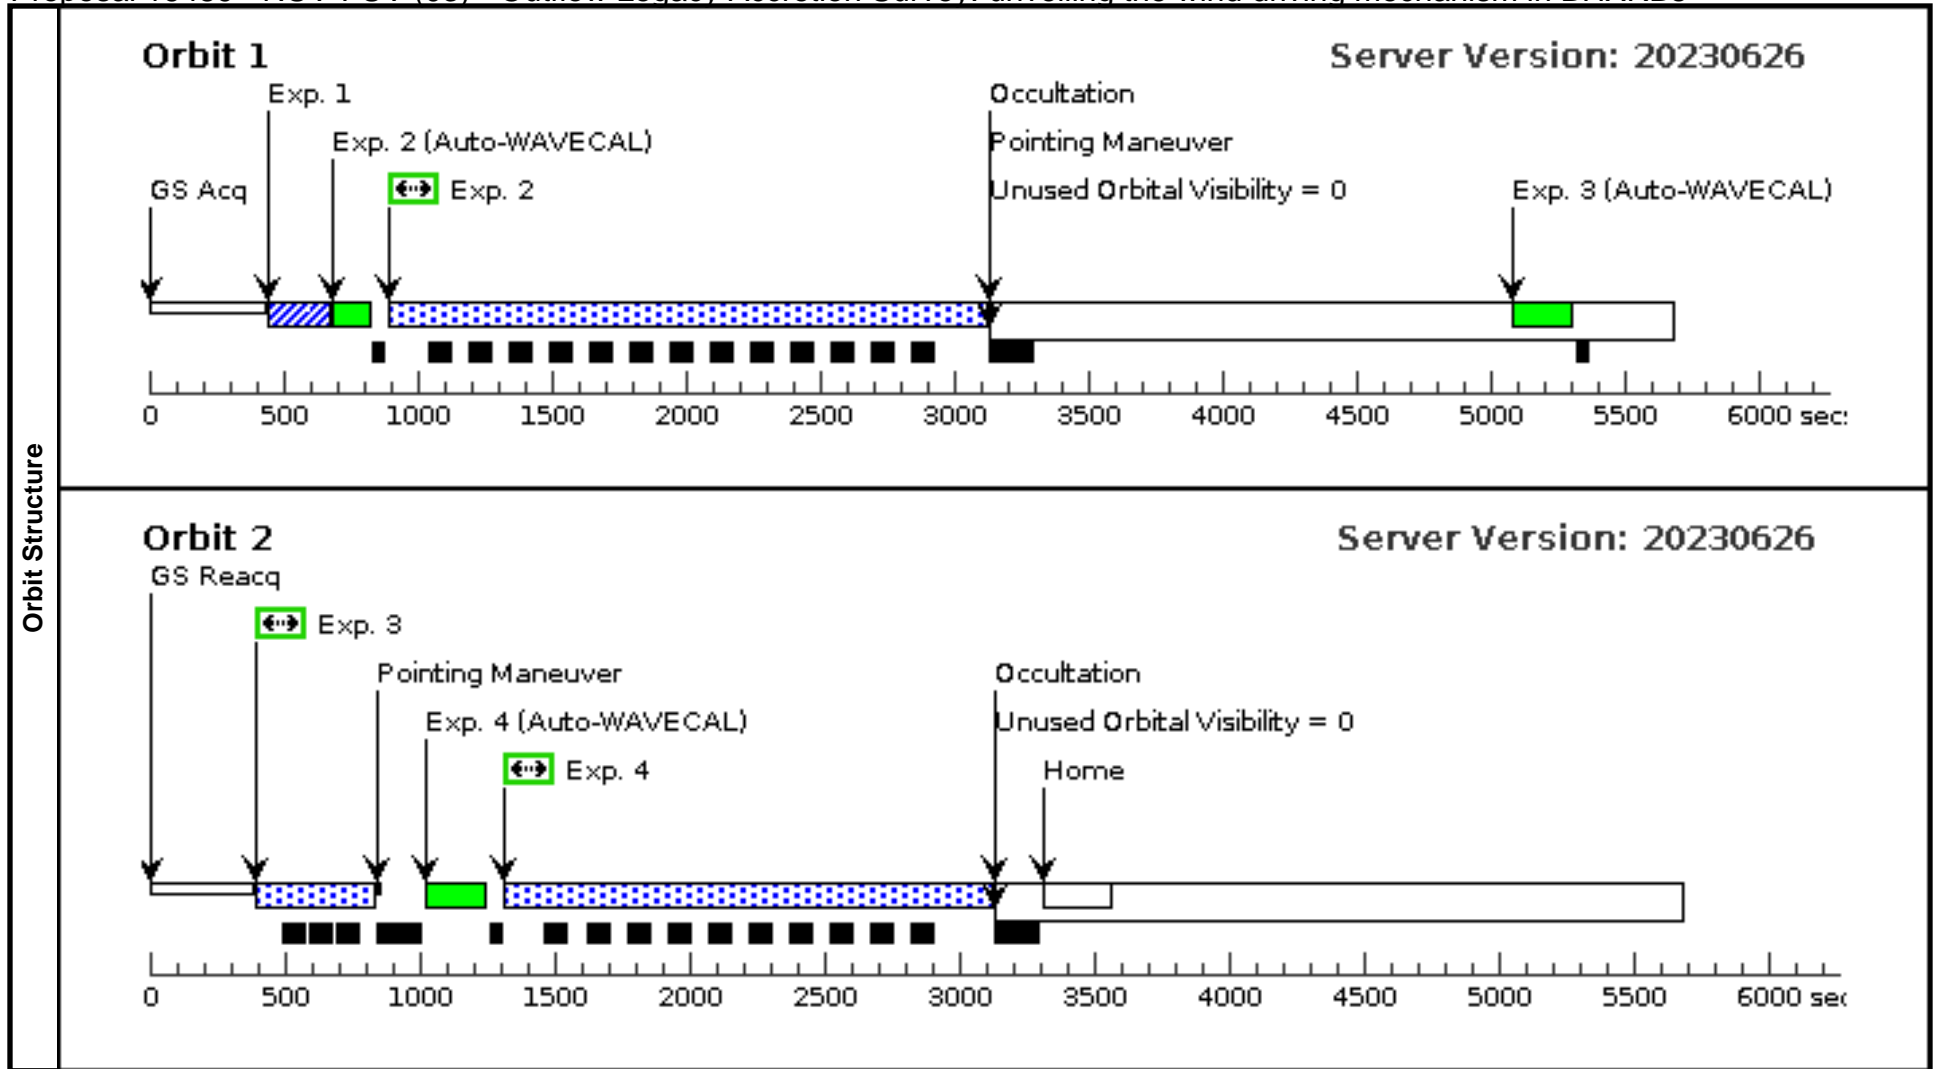 Orbit Structure
Orbit 1
Server Version: 20230626
Exp. 1
Occultation
Exp. 2 (Auto-WAVECAL)
Pointing Maneuver
GS Acq
Exp. 2
Unused Orbital Visibility = 0
Exp. 3 (Auto-WAVECAL)
0 500 1000 1500 2000 2500 3000 3500 4000 4500 5000 5500 6000 sec
Orbit 2
Server Version: 20230626
GS Reacq
Exp. 3
Pointing Maneuver
Occultation
Exp. 4 (Auto-WAVECAL)
Unused Orbital Visibility = 0
Exp. 4
Home
0 500 1000 1500 2000 2500 3000 3500 4000 4500 5000 5500 6000 sec